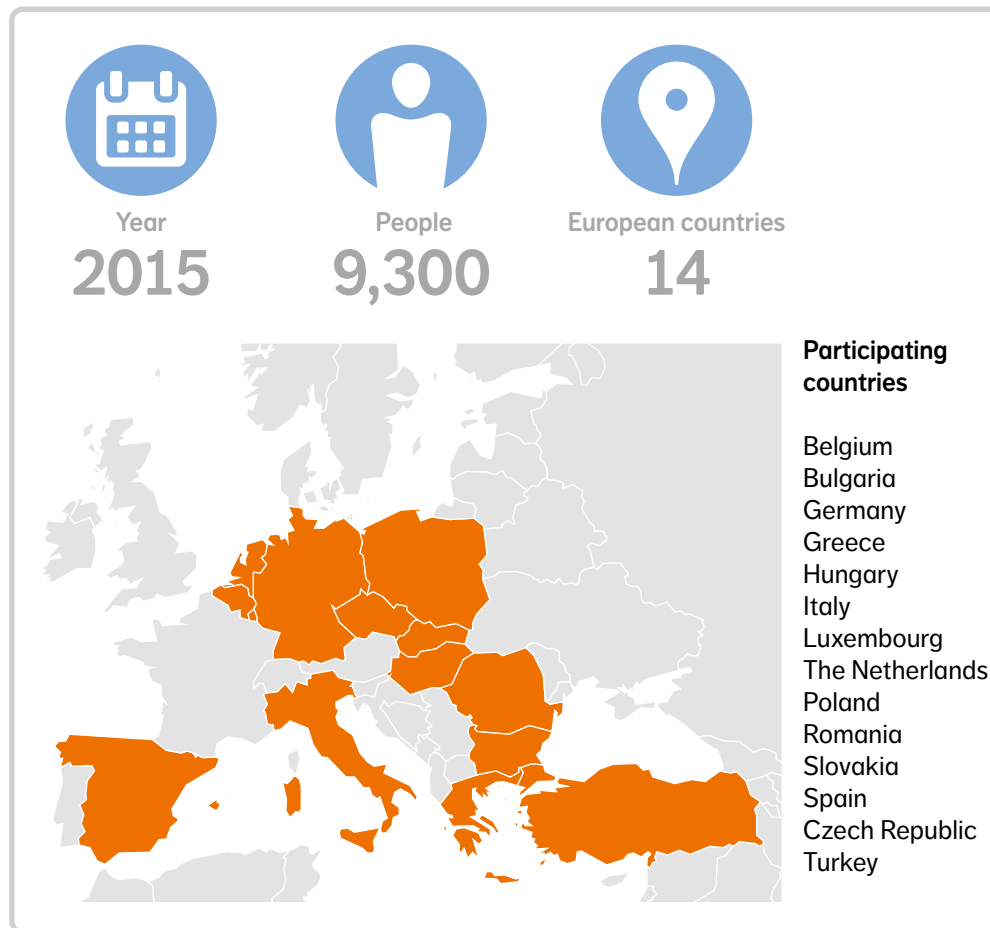 Year
2015
People
9,300
European countries
14
Participating
countries
Belgium
Bulgaria
Germany
Greece
Hungary
Italy
Luxembourg
The Netherlands
Poland
Romania
Slovakia
Spain
Czech Republic
Turkey